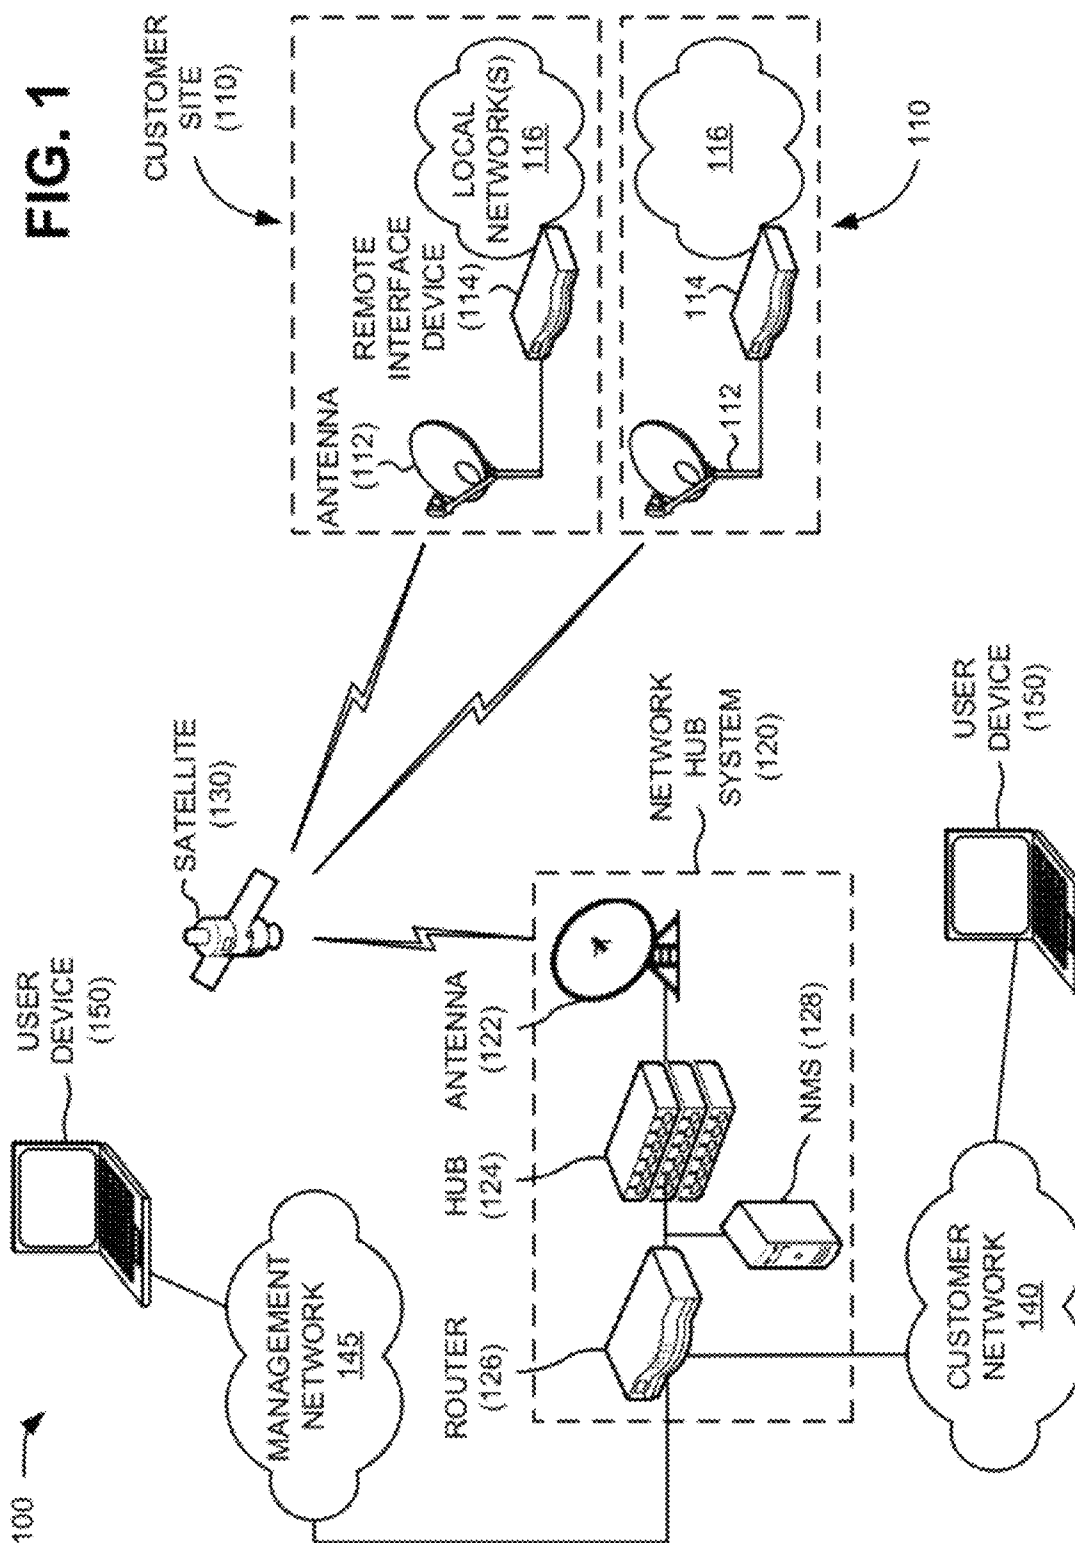 FIG. 1
100
USER
DEVICE
(150)
MANAGEMENT
NETWORK
145
SATELLITE
(130)
CUSTOMER
SITE
(110)
ANTENNA
(112)
REMOTE
INTERFACE
DEVICE
(114)
LOCAL
NETWORK(S)
116
112
114
116
110
ROUTER
(126)
HUB
(124)
ANTENNA
(122)
NMS (128)
NETWORK
HUB
SYSTEM
(120)
CUSTOMER
NETWORK
140
USER
DEVICE
(150)